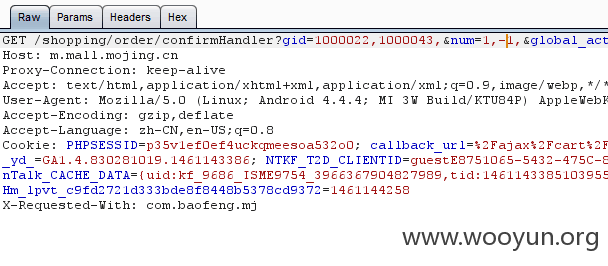 Raw Params Headers Hex
GET /shopping/order/confirmHandler?gid=1000022,1000043,&num=1,-1,&global_act
Host: m.mall.mojing.cn
Proxy-Connection: keep-alive
Accept: text/html,application/xhtml+xml,application/xml;q=0.9,image/webp,*/*
User-Agent: Mozilla/5.0 (Linux; Android 4.4.4; MI 3W Build/KTU84P) AppleWebK
Accept-Encoding: gzip,deflate
Accept-Language: zh-CN,en-US;q=0.8
Cookie: PHPSESSID=p35v1ef0ef4uckqmeesoa532o0; callback_url=%2Fajax%2Fcart%2F
_yd_=GA1.4.830281019.1461143386; NTKF_T2D_CLIENTID=guestE8751065-5432-475C-8
nTalk_CACHE_DATA={uid:kf_9686_ISME9754_3966367904827989,tid:1461143385103955
Hm_lpvt_c9fd2721d333bde8f8448b5378cd9372=1461144258
X-Requested-With: com.baofeng.mj
www.wooyun.org